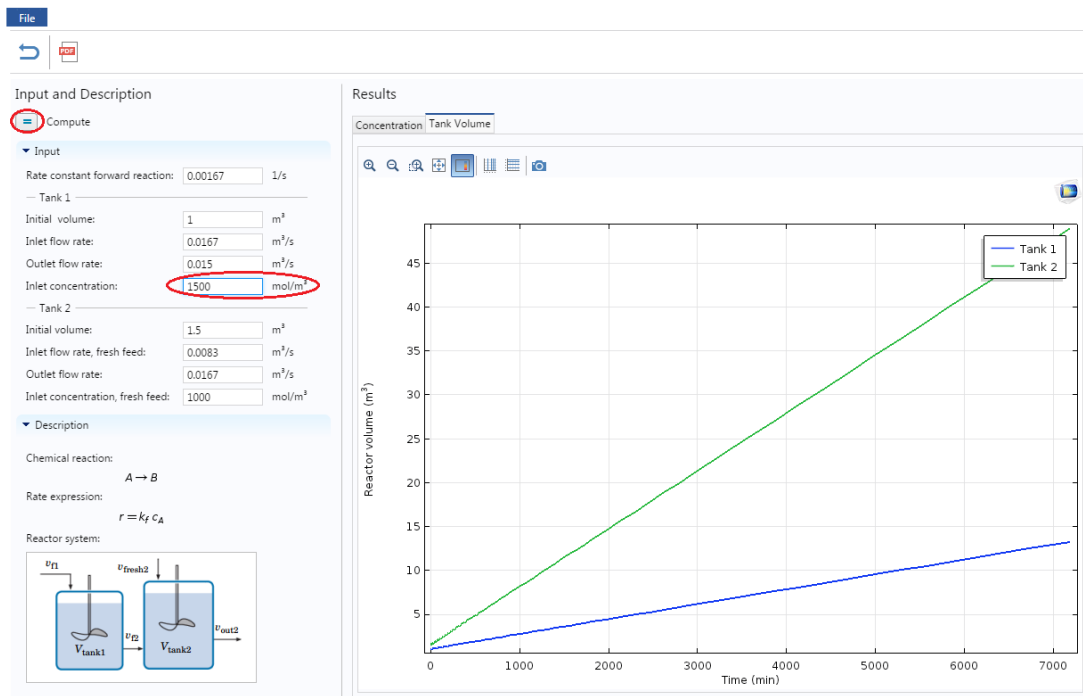 File
PDF
Input and Description
= Compute
Input
Rate constant forward reaction: 0.00167 1/s
Tank 1
Initial volume: 1 m³
Inlet flow rate: 0.0167 m³/s
Outlet flow rate: 0.015 m³/s
Inlet concentration: 1500 mol/m³
Tank 2
Initial volume: 1.5 m³
Inlet flow rate, fresh feed: 0.0083 m³/s
Outlet flow rate: 0.0167 m³/s
Inlet concentration, fresh feed: 1000 mol/m³
Description
Chemical reaction:
A → B
Rate expression:
r = k_f c_A
Reactor system:
v_f1
v_fresh2
v_f2
v_out2
V_tank1
V_tank2
Results
Concentration Tank Volume
Tank 1
Tank 2
Reactor volume (m³)
45
40
35
30
25
20
15
10
5
0 1000 2000 3000 4000 5000 6000 7000
Time (min)